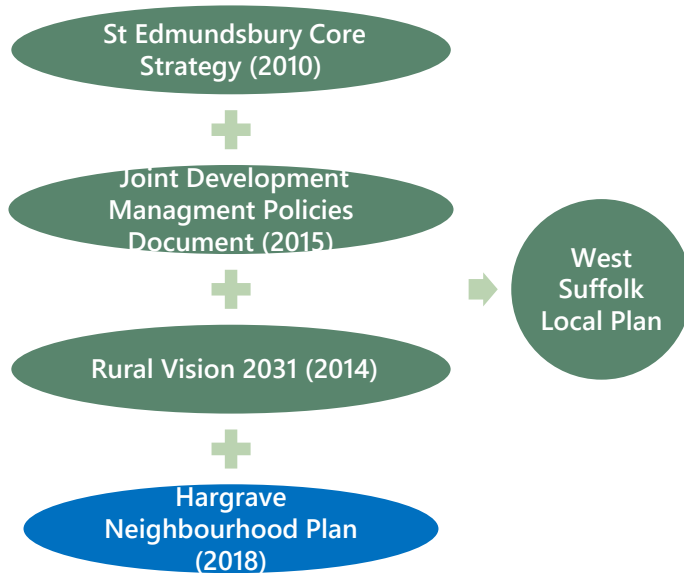 St Edmundsbury Core
Strategy (2010)
Joint Development
Managment Policies
Document (2015)
Rural Vision 2031 (2014)
Hargrave
Neighbourhood Plan
(2018)
West
Suffolk
Local Plan